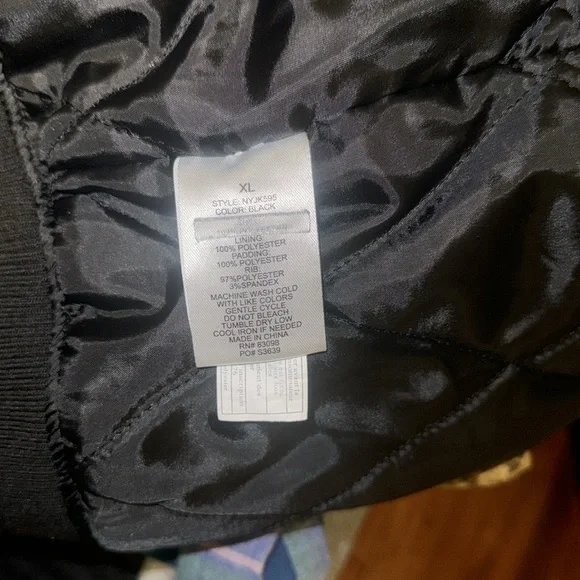 XL
STYLE: NYJK595
COLOR: BLACK
LINING:
100% POLYESTER
PADDING:
100% POLYESTER
RIB:
97%POLYESTER
3%SPANDEX
MACHINE WASH COLD
WITH LIKE COLORS
GENTLE CYCLE
DO NOT BLEACH
TUMBLE DRY LOW
COOL IRON IF NEEDED
MADE IN CHINA
RN# 83098
PO# S3639